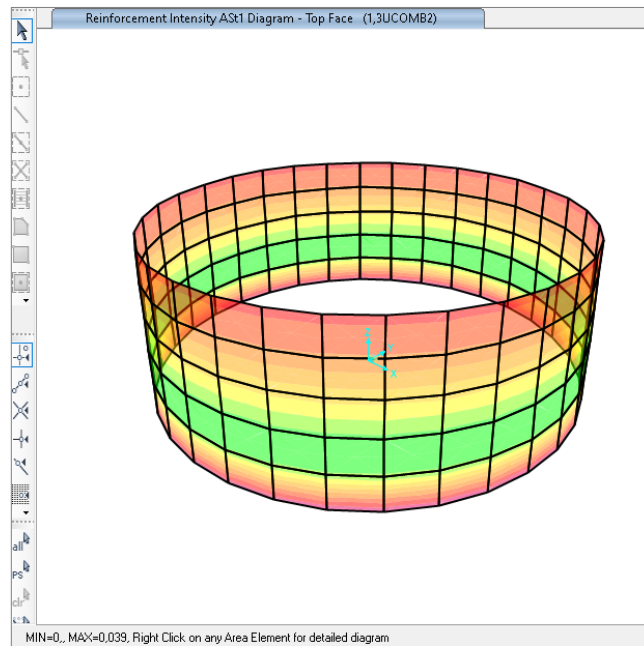 Reinforcement Intensity ASt1 Diagram - Top Face (1,3UCOMB2)
Z
Y
X
all
PS
clr
MIN=0,, MAX=0,039, Right Click on any Area Element for detailed diagram